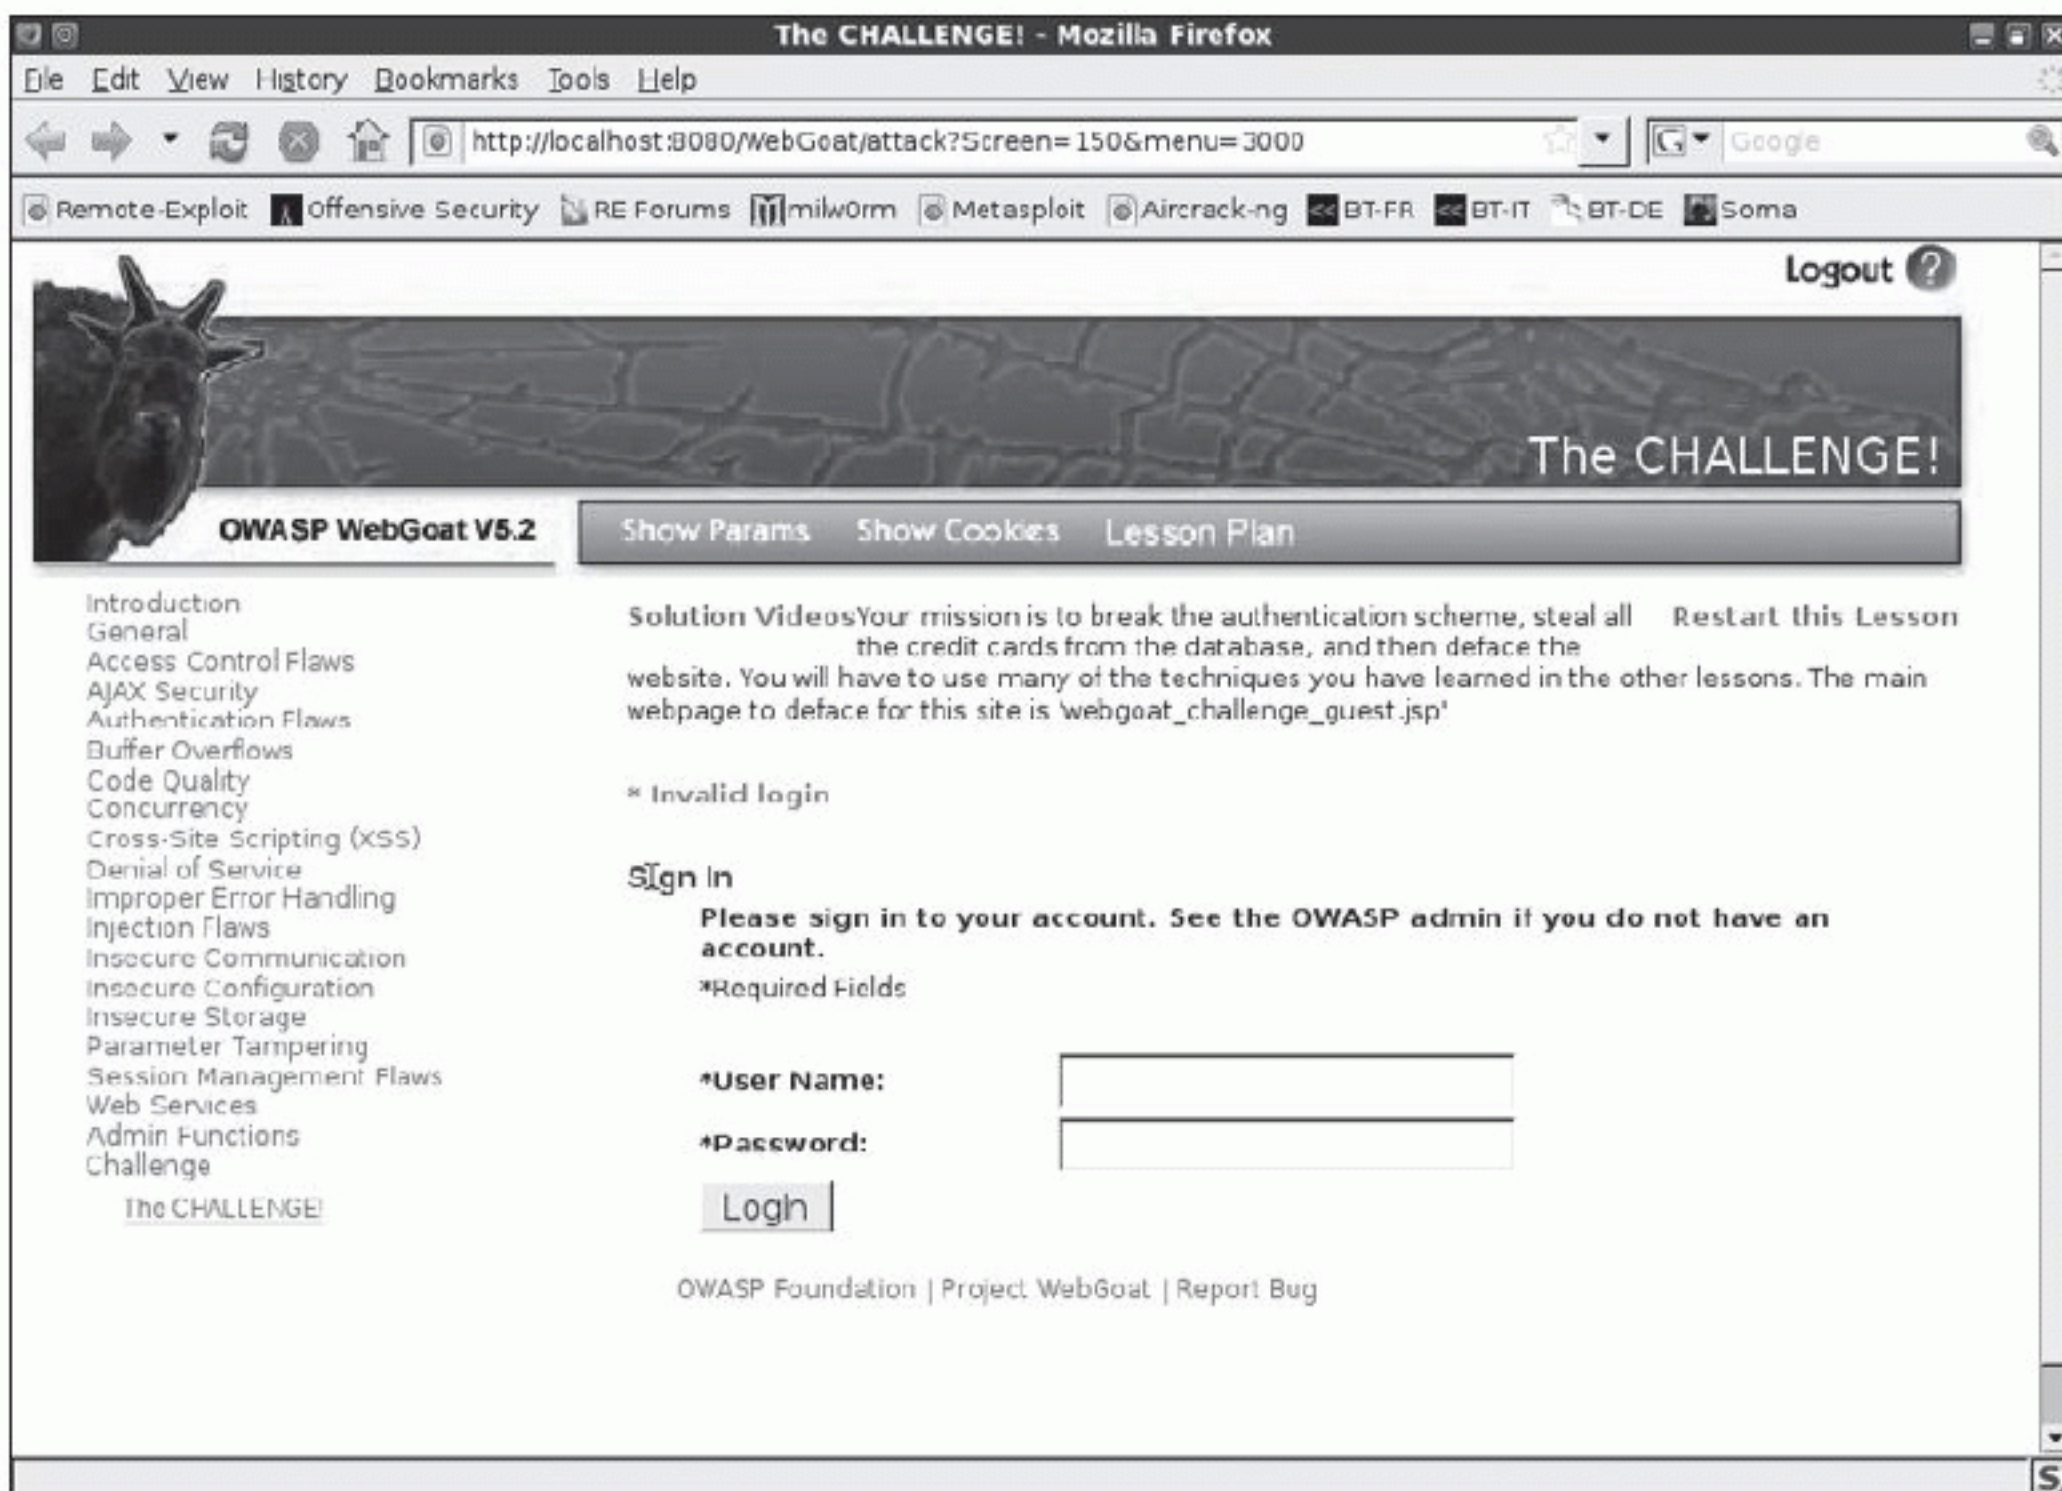 The CHALLENGE! - Mozilla Firefox
File Edit View History Bookmarks Tools Help
http://localhost:8080/WebGoat/attack?Screen=150&menu=3000
Google
Remote-Exploit Offensive Security RE Forums milw0rm Metasploit Aircrack-ng BT-FR BT-IT BT-DE Soma
Logout ?
The CHALLENGE!
OWASP WebGoat V5.2
Show Params Show Cookies Lesson Plan
Introduction
General
Access Control Flaws
AJAX Security
Authentication Flaws
Buffer Overflows
Code Quality
Concurrency
Cross-Site Scripting (XSS)
Denial of Service
Improper Error Handling
Injection Flaws
Insecure Communication
Insecure Configuration
Insecure Storage
Parameter Tampering
Session Management Flaws
Web Services
Admin Functions
Challenge
The CHALLENGE!
Solution Videos Your mission is to break the authentication scheme, steal all Restart this Lesson
the credit cards from the database, and then deface the
website. You will have to use many of the techniques you have learned in the other lessons. The main
webpage to deface for this site is 'webgoat_challenge_guest.jsp'
* Invalid login
Sign In
Please sign in to your account. See the OWASP admin if you do not have an
account.
*Required Fields
*User Name:
*Password:
Login
OWASP Foundation | Project WebGoat | Report Bug
S